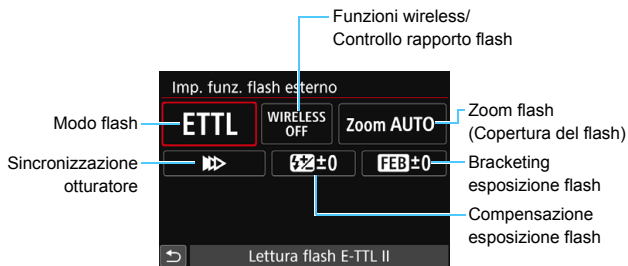 Funzioni wireless/
Controllo rapporto flash
Imp. funz. flash esterno
Modo flash
ETTL
WIRELESS
OFF
Zoom AUTO
Zoom flash
(Copertura del flash)
Sincronizzazione
otturatore
±0
FEB±0
Bracketing
esposizione flash
Compensazione
esposizione flash
Lettura flash E-TTL II